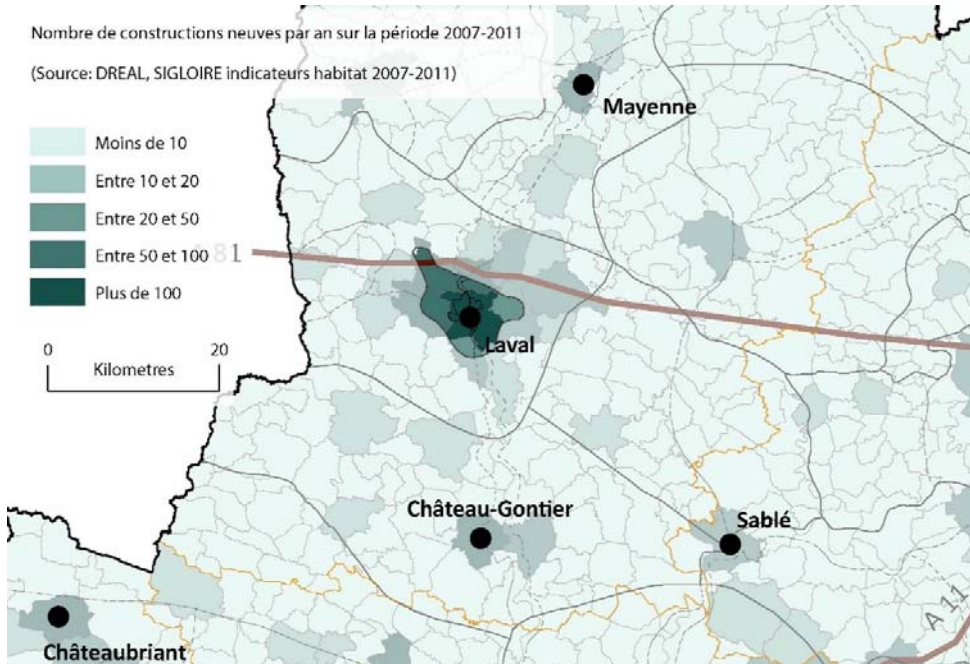 Nombre de constructions neuves par an sur la période 2007-2011
(Source: DREAL, SIGLOIRE indicateurs habitat 2007-2011)
Moins de 10
Entre 10 et 20
Entre 20 et 50
Entre 50 et 100
Plus de 100
0 20
Kilometres
A 81
Mayenne
Laval
Château-Gontier
Sablé
Châteaubriant
A 11